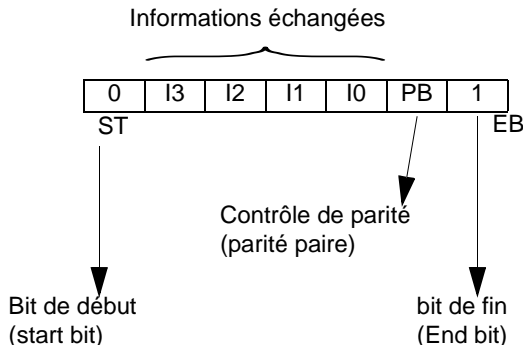 Informations échangées
0 I3 I2 I1 I0 PB 1
ST EB
Contrôle de parité
(parité paire)
Bit de début
(start bit)
bit de fin
(End bit)